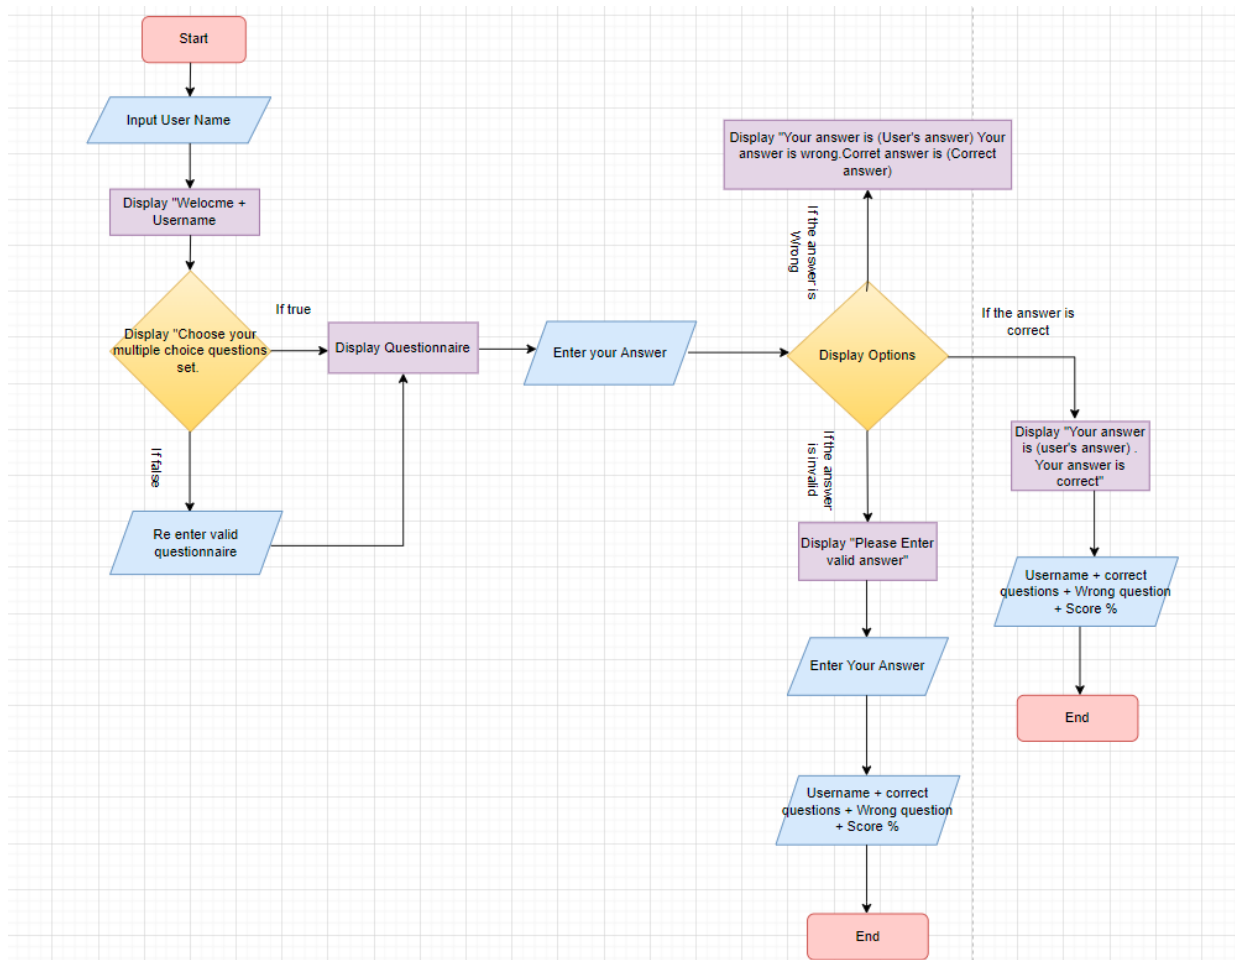 Start
Input User Name
Display "Welocme +
Username
Display "Choose your
multiple choice questions
set.
If true
If false
Re enter valid
questionnaire
Display Questionnaire
Enter your Answer
Display Options
If the answer is
Wrong
Display "Your answer is (User's answer) Your
answer is wrong.Corret answer is (Correct
answer)
If the answer is
correct
Display "Your answer
is (user's answer) .
Your answer is
correct"
Username + correct
questions + Wrong question
+ Score %
End
If the answer
is invalid
Display "Please Enter
valid answer"
Enter Your Answer
Username + correct
questions + Wrong question
+ Score %
End